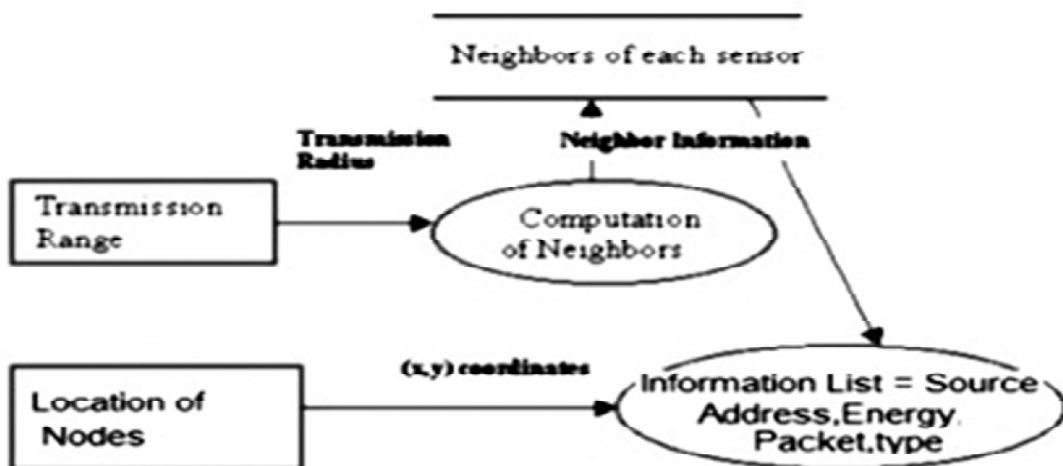 Neighbors of each sensor
Transmission
Radius
Neighbor Information
Transmission
Range
Computation
of Neighbors
(x,y) coordinates
Location of
Nodes
Information List = Source
Address,Energy
Packet,type